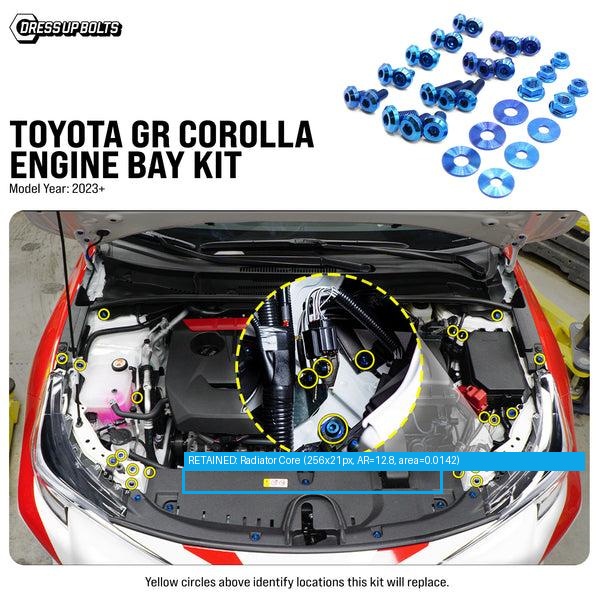 DRESS UP BOLTS
TOYOTA GR COROLLA
ENGINE BAY KIT
Model Year: 2023+
RETAINED: Radiator Core (256x21px, AR=12.8, area=0.0142)
Yellow circles above identify locations this kit will replace.